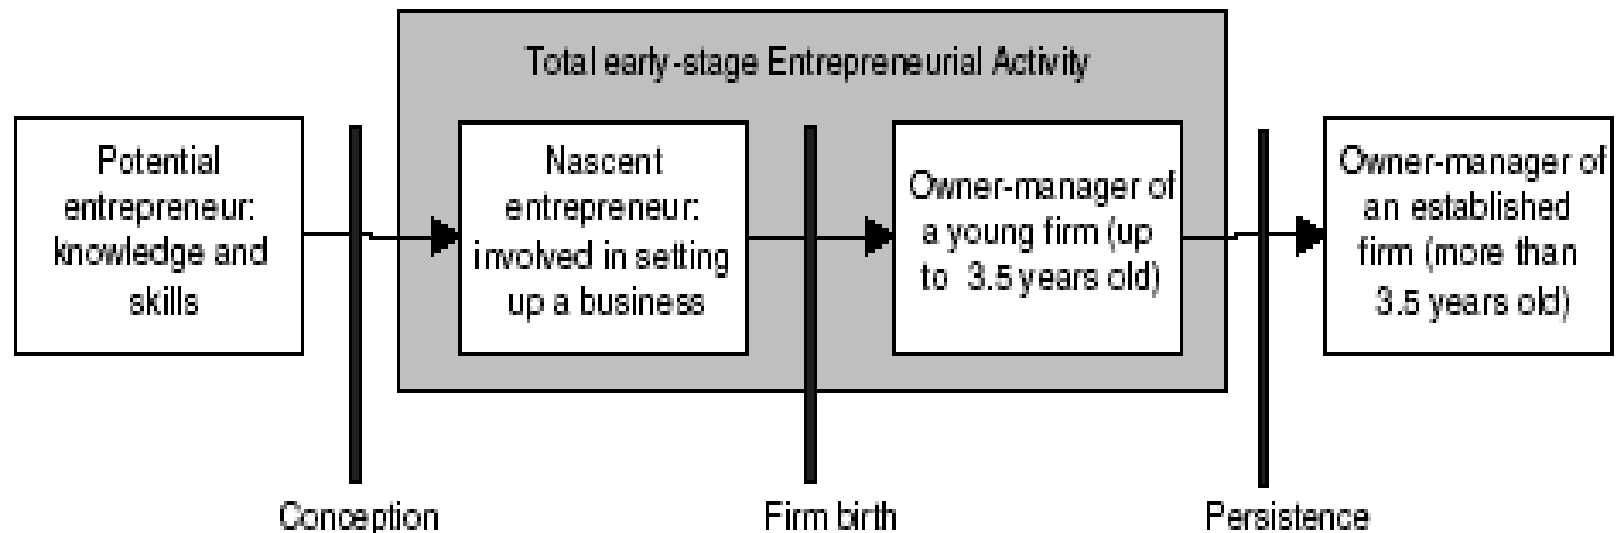 Total early-stage Entrepreneurial Activity
Potential
entrepreneur:
knowledge and
skills
Nascent
entrepreneur:
involved in setting
up a business
Owner-manager of
a young firm (up
to 3.5 years old)
Owner-manager of
an established
firm (more than
3.5 years old)
Conception
Firm birth
Persistence